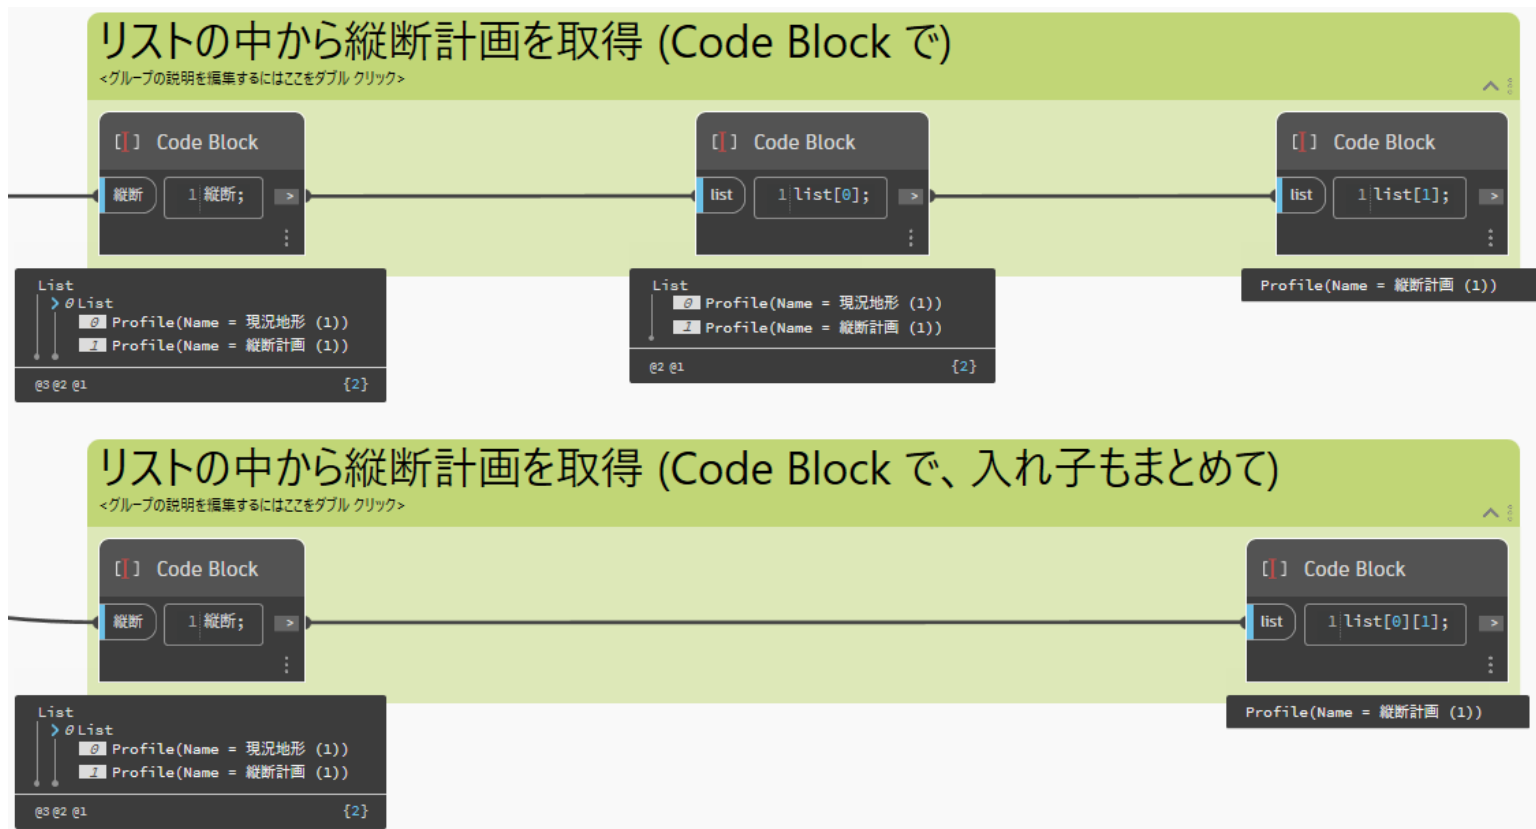 リストの中から縦断計画を取得 (Code Block で)
<グループの説明を編集するにはここをダブル クリック>
Code Block
縦断
1 縦断;
>
Code Block
list
1 list[0];
>
Code Block
list
1 list[1];
>
List
0 List
0 Profile(Name = 現況地形 (1))
1 Profile(Name = 縦断計画 (1))
@3 @2 @1 {2}
List
0 Profile(Name = 現況地形 (1))
1 Profile(Name = 縦断計画 (1))
@2 @1 {2}
Profile(Name = 縦断計画 (1))
リストの中から縦断計画を取得 (Code Block で、入れ子もまとめて)
<グループの説明を編集するにはここをダブル クリック>
Code Block
縦断
1 縦断;
>
Code Block
list
1 list[0][1];
>
List
0 List
0 Profile(Name = 現況地形 (1))
1 Profile(Name = 縦断計画 (1))
@3 @2 @1 {2}
Profile(Name = 縦断計画 (1))